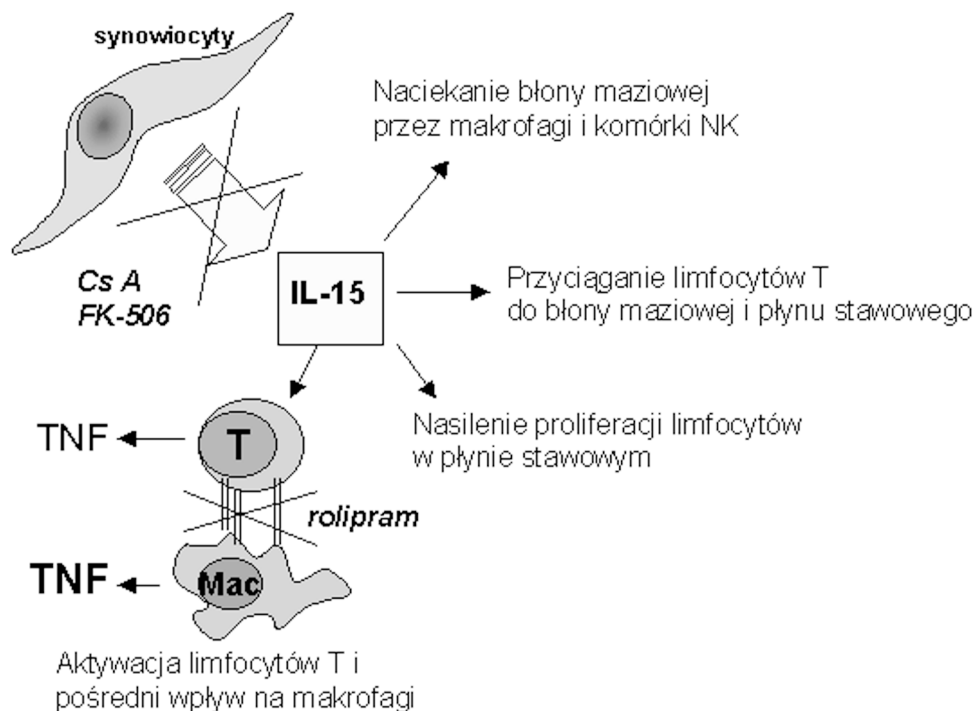 synowiocyty
Naciekanie błony maziowej
przez makrofagi i komórki NK
Cs A
FK-506
IL-15
Przyciąganie limfocytów T
do błony maziowej i płynu stawowego
TNF
T
Nasilenie proliferacji limfocytów
w płynie stawowym
rolipram
TNF
Mac
Aktywacja limfocytów T i
pośredni wpływ na makrofagi